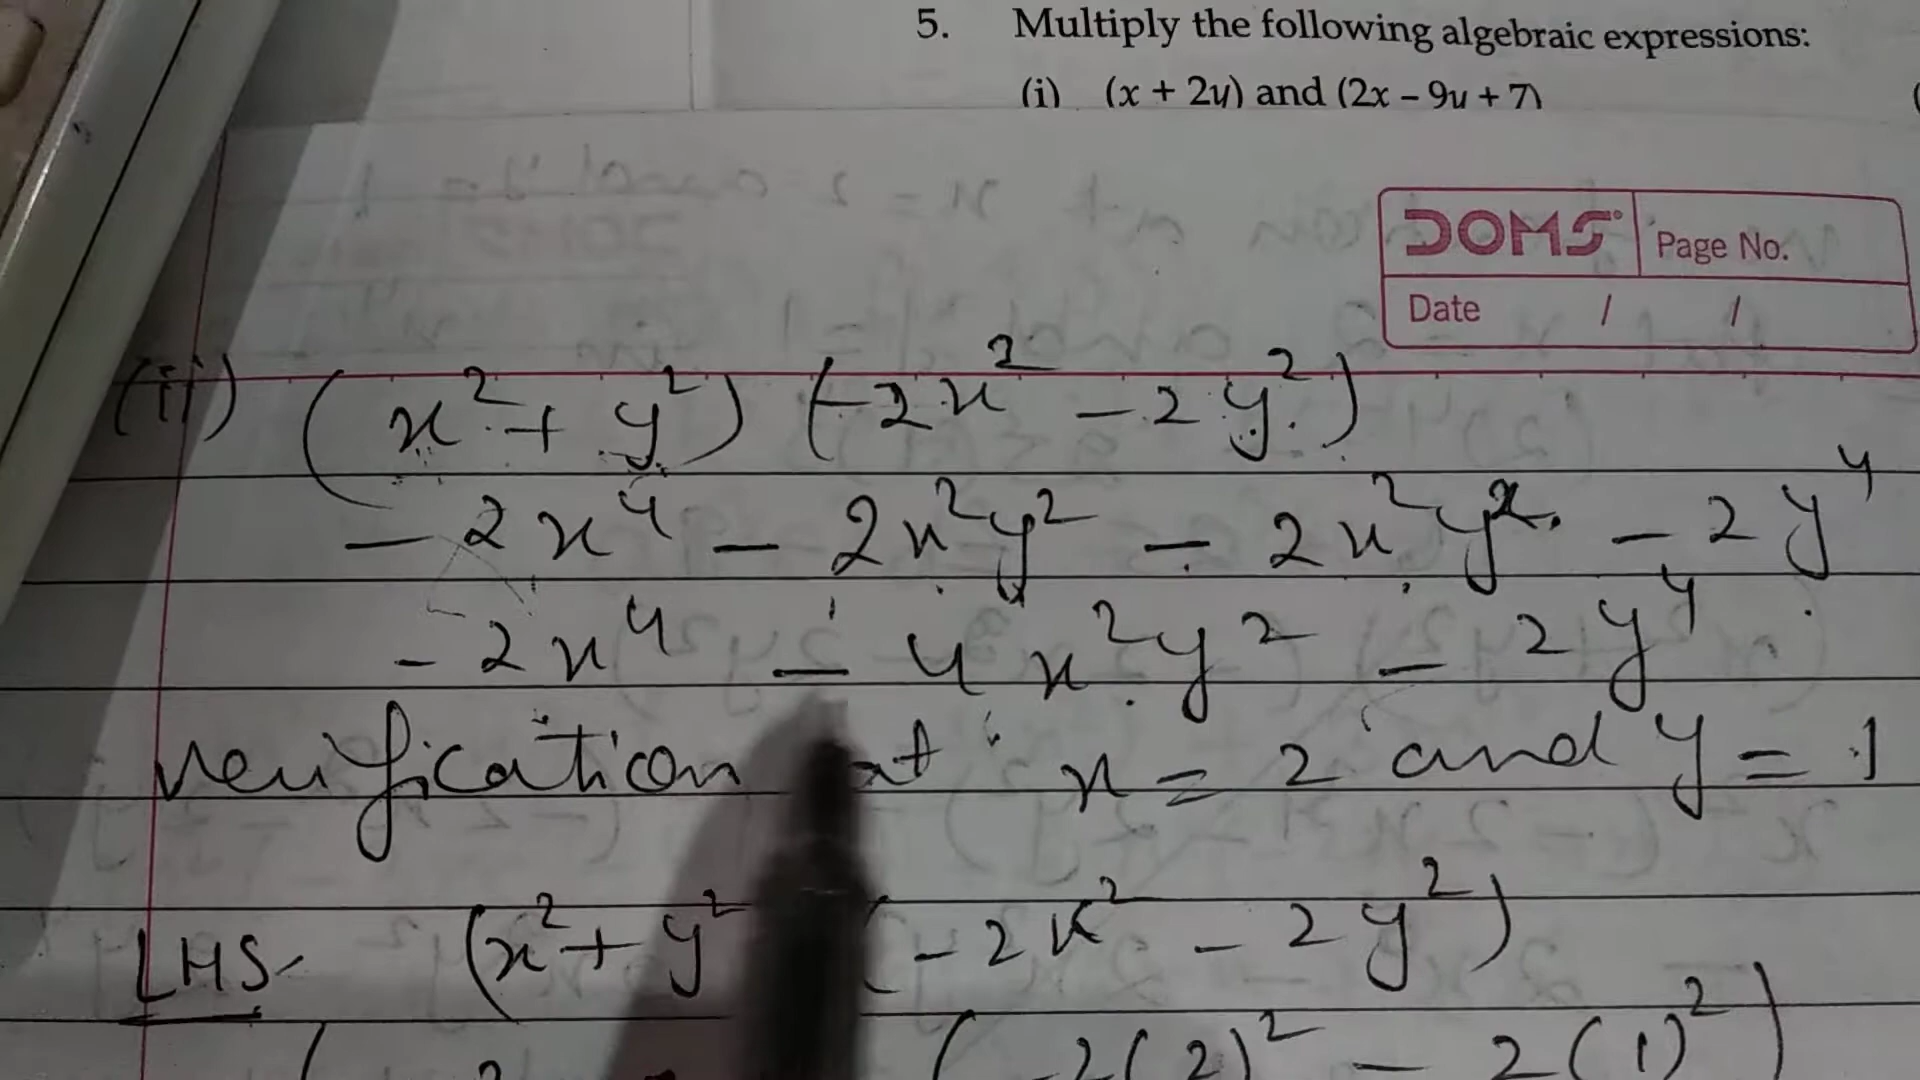 5. Multiply the following algebraic expressions:
(i) (x + 2y) and (2x – 9y + 7)
DOMS Page No.
Date / /
(ii) (x² + y²) (-2x² - 2y²)
- 2x⁴ - 2x²y² - 2x²y² - 2y⁴
- 2x⁴ - 4x²y² - 2y⁴
verification at x = 2 and y = 1
LHS- (x² + y² (-2x² - 2y²)
( 2 (-2(2)² - 2(1)²)